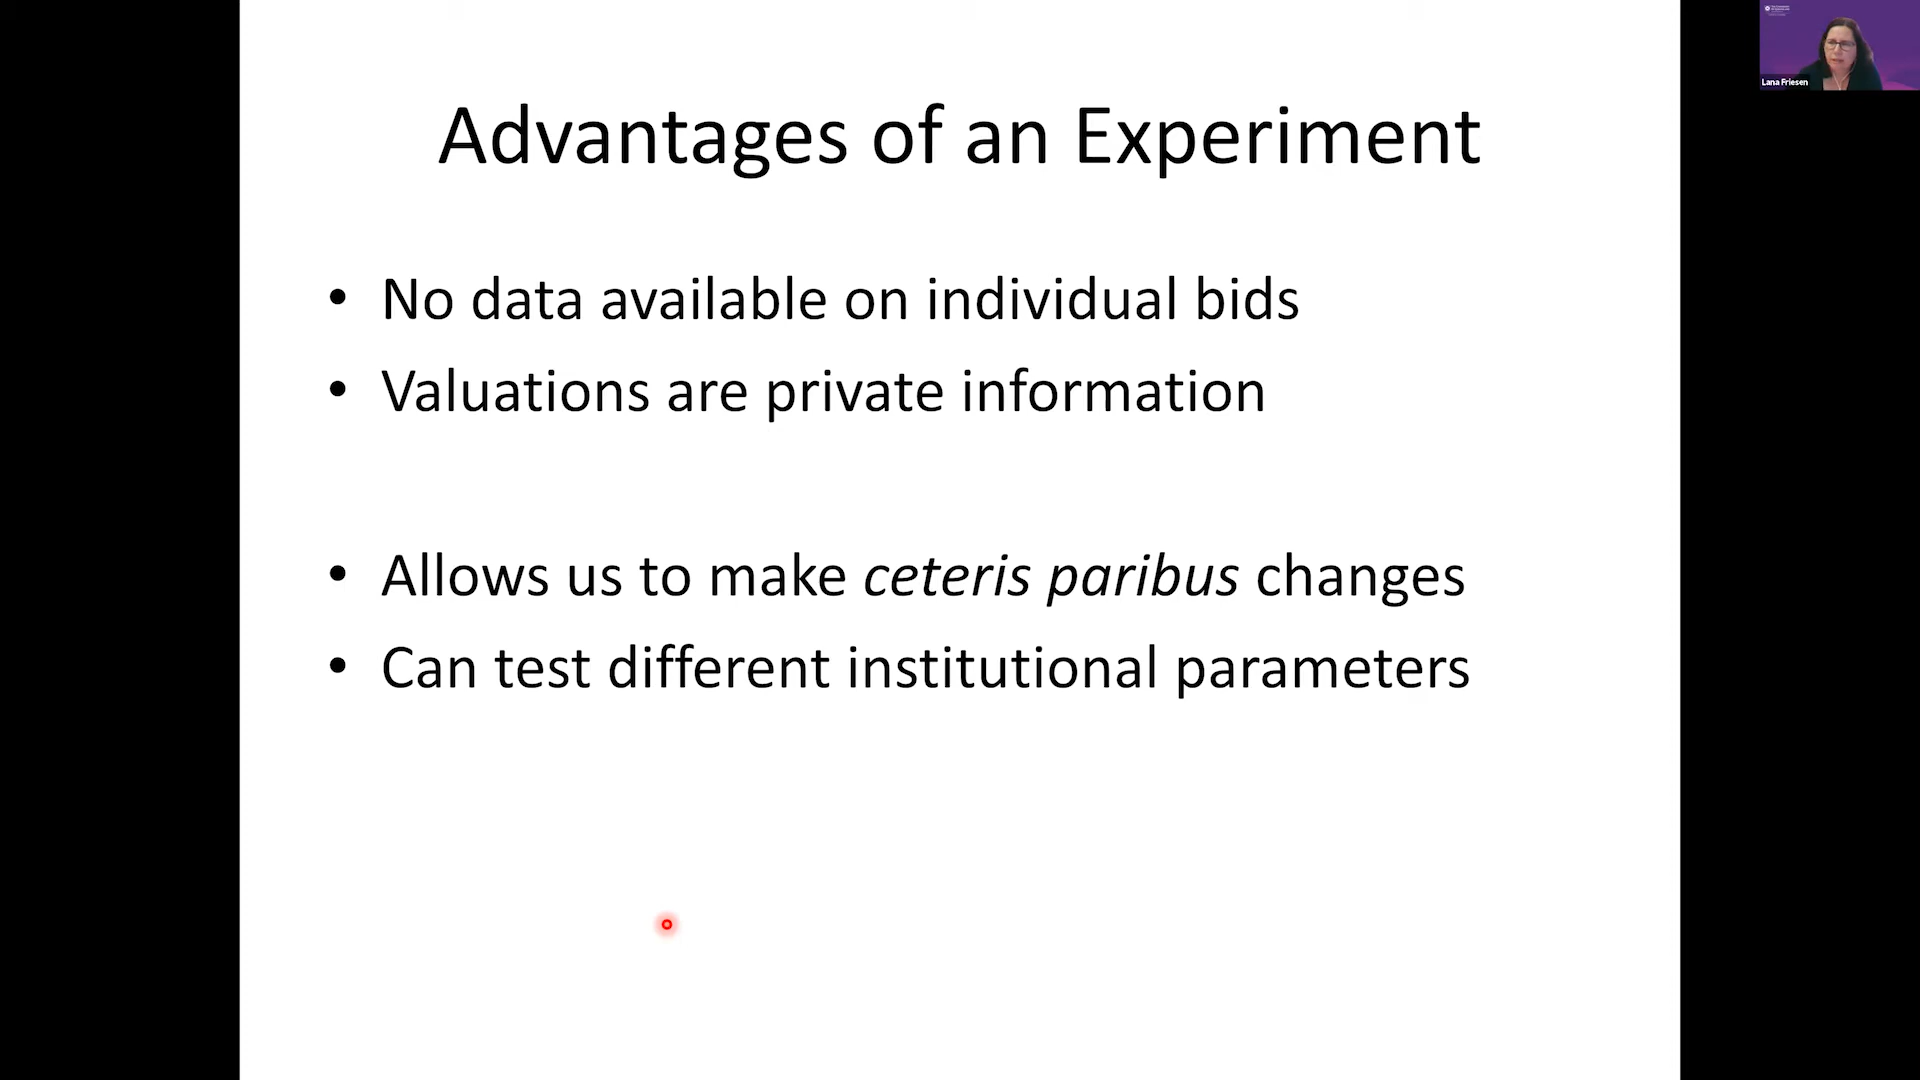 Advantages of an Experiment
• No data available on individual bids
• Valuations are private information
• Allows us to make ceteris paribus changes
• Can test different institutional parameters
Lana Friesen